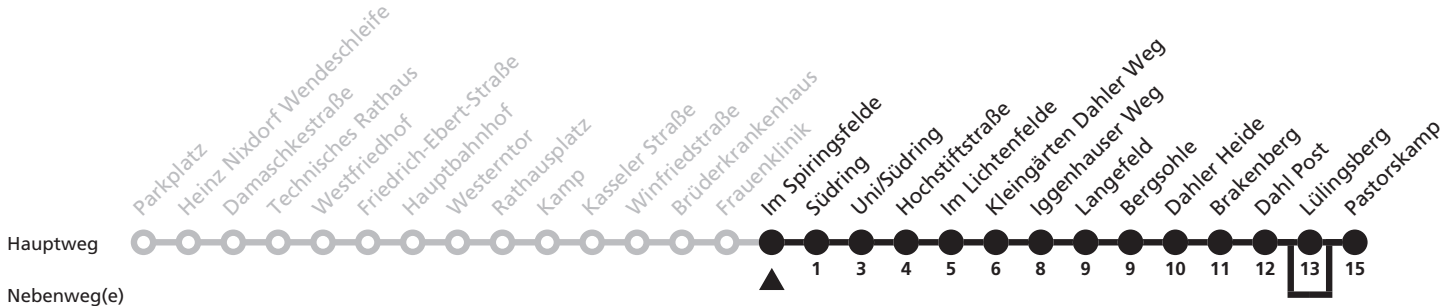 Parkplatz
Heinz Nixdorf Wendeschleife
Damaschkestraße
Technisches Rathaus
Westfriedhof
Friedrich-Ebert-Straße
Hauptbahnhof
Westerntor
Rathausplatz
Kamp
Kasseler Straße
Winfriedstraße
Brüderkrankenhaus
Frauenklinik
Im Spiringsfelde
Südring
Uni/Südring
Hochstiftstraße
Im Lichtenfelde
Kleingärten Dahler Weg
Iggenhauser Weg
Langefeld
Bergsohle
Dahler Heide
Brakenberg
Dahl Post
Lülingsberg
Pastorskamp
Hauptweg
1 3 4 5 6 8 9 9 10 11 12 13 15
Nebenweg(e)